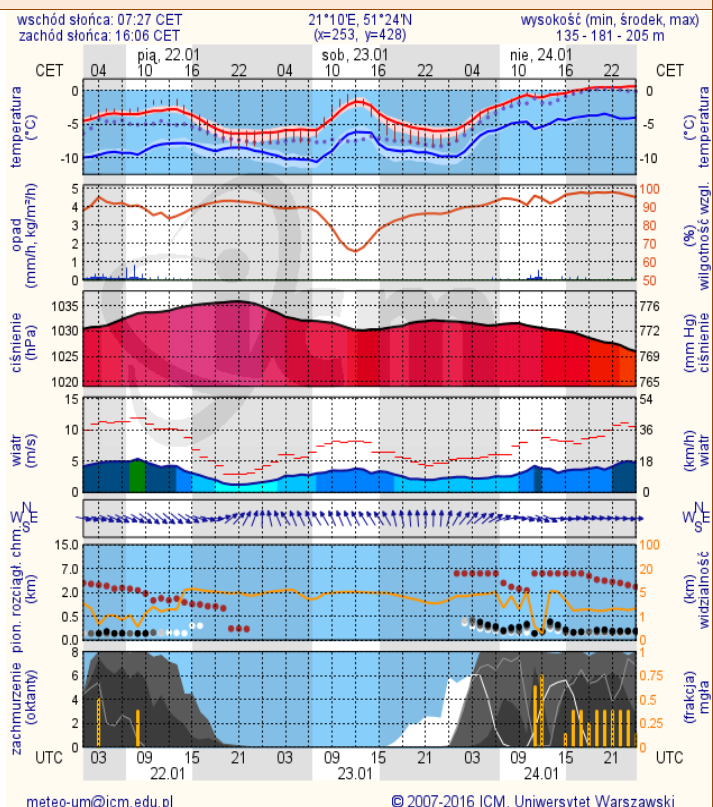 wschód słońca: 07:27 CET 21°10'E, 51°24'N wysokość (min, środek, max)
zachód słońca: 16:06 CET (x=253, y=428) 135 - 181 - 205 m
pią, 22.01 sob, 23.01 nie, 24.01
CET 04 10 16 22 04 10 16 22 04 10 16 22 CET
temperatura (°C) 0 -5 -10 0 -5 -10 (°C) temperatura
opad (mm/h, kg/m²/h) 5 4 3 2 1 0 100 90 80 70 60 50 (%) wilgotność wzgl.
ciśnienie (hPa) 1035 1030 1025 1020 776 772 769 765 (mm Hg) ciśnienie
icm
wiatr (m/s) 15 10 5 0 54 36 18 0 (km/h) wiatr
N W E S N W E S
pion. rozciągł. chm. (km) 15.0 7.0 2.0 0.5 0.0 100 20 5 1 0 (km) widzialność
zachmurzenie (oktanty) 8 6 4 2 0 1 0.75 0.5 0.25 0 (frakcja) mgła
UTC 03 09 15 21 03 09 15 21 03 09 15 21 UTC
22.01 23.01 24.01
meteo-um@icm.edu.pl © 2007-2016 ICM, Uniwersytet Warszawski